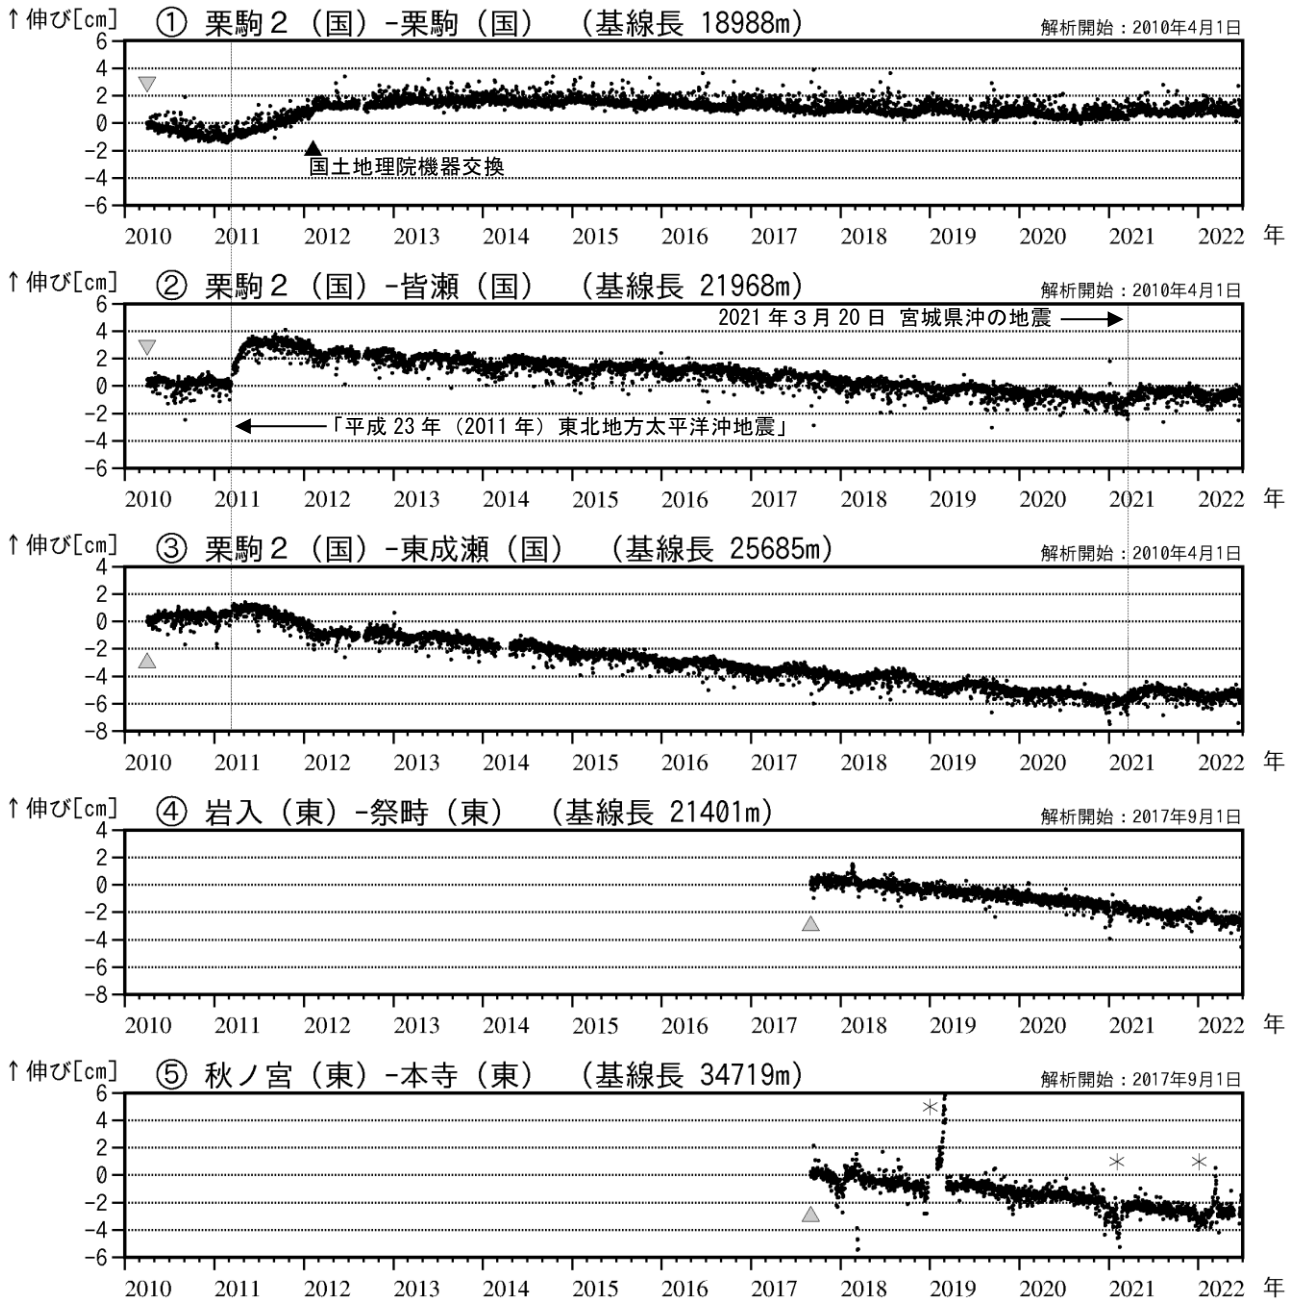 ↑伸び[cm] ① 栗駒２（国）-栗駒（国） （基線長 18988m） 解析開始：2010年4月1日
6
4
2
0
-2
国土地理院機器交換
-4
-6
2010 2011 2012 2013 2014 2015 2016 2017 2018 2019 2020 2021 2022 年
↑伸び[cm] ② 栗駒２（国）-皆瀬（国） （基線長 21968m） 解析開始：2010年4月1日
6
2021 年３月 20 日 宮城県沖の地震
4
2
0
-2
「平成 23 年（2011 年）東北地方太平洋沖地震」
-4
-6
2010 2011 2012 2013 2014 2015 2016 2017 2018 2019 2020 2021 2022 年
↑伸び[cm] ③ 栗駒２（国）-東成瀬（国） （基線長 25685m） 解析開始：2010年4月1日
4
2
0
-2
-4
-6
-8
2010 2011 2012 2013 2014 2015 2016 2017 2018 2019 2020 2021 2022 年
↑伸び[cm] ④ 岩入（東）-祭畤（東） （基線長 21401m） 解析開始：2017年9月1日
4
2
0
-2
-4
-6
-8
2010 2011 2012 2013 2014 2015 2016 2017 2018 2019 2020 2021 2022 年
↑伸び[cm] ⑤ 秋ノ宮（東）-本寺（東） （基線長 34719m） 解析開始：2017年9月1日
6
4
2
0
-2
-4
-6
2010 2011 2012 2013 2014 2015 2016 2017 2018 2019 2020 2021 2022 年